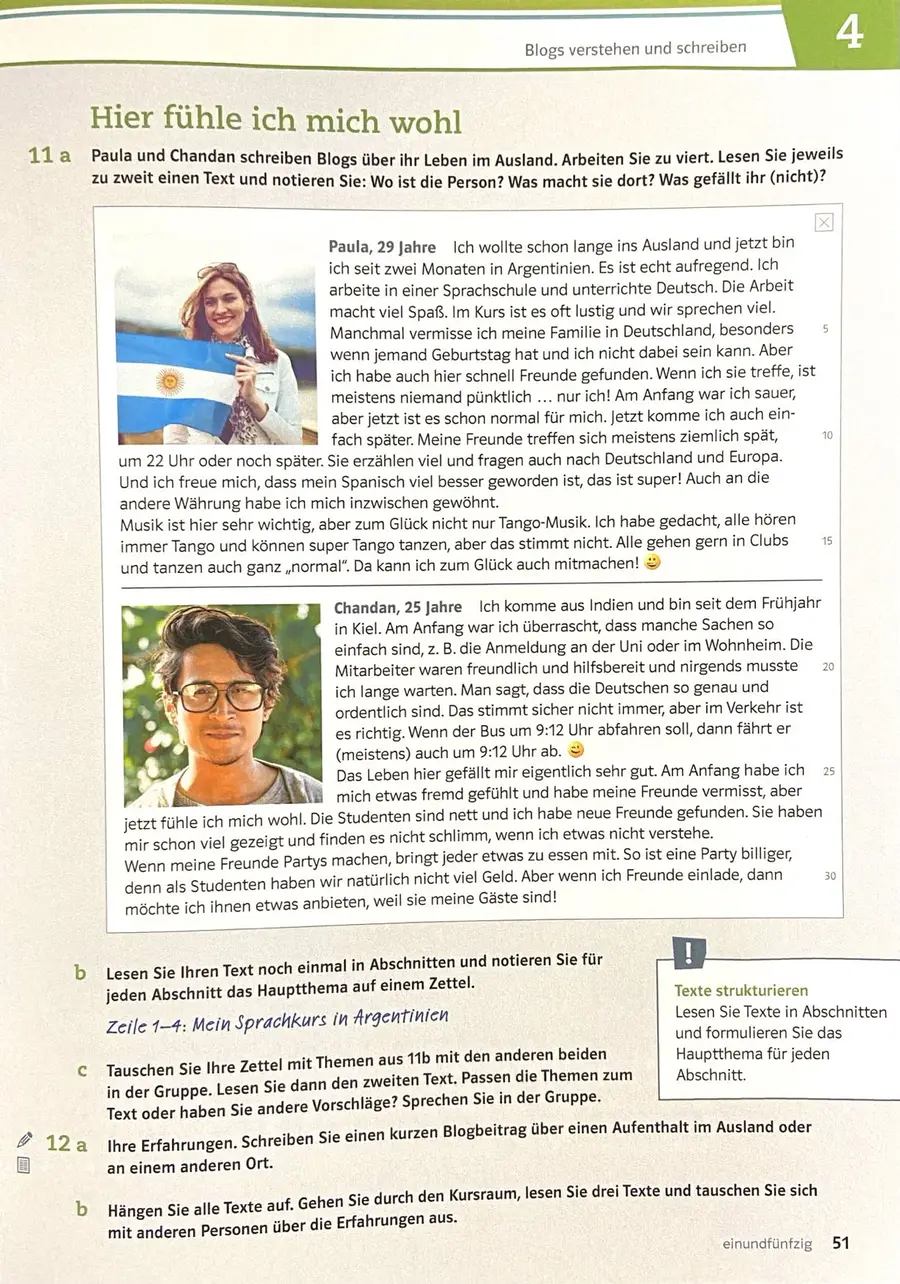 Blogs verstehen und schreiben
4
Hier fühle ich mich wohl
11 a Paula und Chandan schreiben Blogs über ihr Leben im Ausland. Arbeiten Sie zu viert. Lesen Sie jeweils
zu zweit einen Text und notieren Sie: Wo ist die Person? Was macht sie dort? Was gefällt ihr (nicht)?
Paula, 29 Jahre Ich wollte schon lange ins Ausland und jetzt bin
ich seit zwei Monaten in Argentinien. Es ist echt aufregend. Ich
arbeite in einer Sprachschule und unterrichte Deutsch. Die Arbeit
macht viel Spaß. Im Kurs ist es oft lustig und wir sprechen viel.
Manchmal vermisse ich meine Familie in Deutschland, besonders 5
wenn jemand Geburtstag hat und ich nicht dabei sein kann. Aber
ich habe auch hier schnell Freunde gefunden. Wenn ich sie treffe, ist
meistens niemand pünktlich … nur ich! Am Anfang war ich sauer,
aber jetzt ist es schon normal für mich. Jetzt komme ich auch ein-
fach später. Meine Freunde treffen sich meistens ziemlich spät, 10
um 22 Uhr oder noch später. Sie erzählen viel und fragen auch nach Deutschland und Europa.
Und ich freue mich, dass mein Spanisch viel besser geworden ist, das ist super! Auch an die
andere Währung habe ich mich inzwischen gewöhnt.
Musik ist hier sehr wichtig, aber zum Glück nicht nur Tango-Musik. Ich habe gedacht, alle hören
immer Tango und können super Tango tanzen, aber das stimmt nicht. Alle gehen gern in Clubs 15
und tanzen auch ganz „normal“. Da kann ich zum Glück auch mitmachen! 😀
Chandan, 25 Jahre Ich komme aus Indien und bin seit dem Frühjahr
in Kiel. Am Anfang war ich überrascht, dass manche Sachen so
einfach sind, z. B. die Anmeldung an der Uni oder im Wohnheim. Die
Mitarbeiter waren freundlich und hilfsbereit und nirgends musste 20
ich lange warten. Man sagt, dass die Deutschen so genau und
ordentlich sind. Das stimmt sicher nicht immer, aber im Verkehr ist
es richtig. Wenn der Bus um 9:12 Uhr abfahren soll, dann fährt er
(meistens) auch um 9:12 Uhr ab. 😀
Das Leben hier gefällt mir eigentlich sehr gut. Am Anfang habe ich 25
mich etwas fremd gefühlt und habe meine Freunde vermisst, aber
jetzt fühle ich mich wohl. Die Studenten sind nett und ich habe neue Freunde gefunden. Sie haben
mir schon viel gezeigt und finden es nicht schlimm, wenn ich etwas nicht verstehe.
Wenn meine Freunde Partys machen, bringt jeder etwas zu essen mit. So ist eine Party billiger,
denn als Studenten haben wir natürlich nicht viel Geld. Aber wenn ich Freunde einlade, dann 30
möchte ich ihnen etwas anbieten, weil sie meine Gäste sind!
b Lesen Sie Ihren Text noch einmal in Abschnitten und notieren Sie für
jeden Abschnitt das Hauptthema auf einem Zettel.
Zeile 1–4: Mein Sprachkurs in Argentinien
c Tauschen Sie Ihre Zettel mit Themen aus 11b mit den anderen beiden
in der Gruppe. Lesen Sie dann den zweiten Text. Passen die Themen zum
Text oder haben Sie andere Vorschläge? Sprechen Sie in der Gruppe.
!
Texte strukturieren
Lesen Sie Texte in Abschnitten
und formulieren Sie das
Hauptthema für jeden
Abschnitt.
12 a Ihre Erfahrungen. Schreiben Sie einen kurzen Blogbeitrag über einen Aufenthalt im Ausland oder
an einem anderen Ort.
b Hängen Sie alle Texte auf. Gehen Sie durch den Kursraum, lesen Sie drei Texte und tauschen Sie sich
mit anderen Personen über die Erfahrungen aus.
einundfünfzig 51